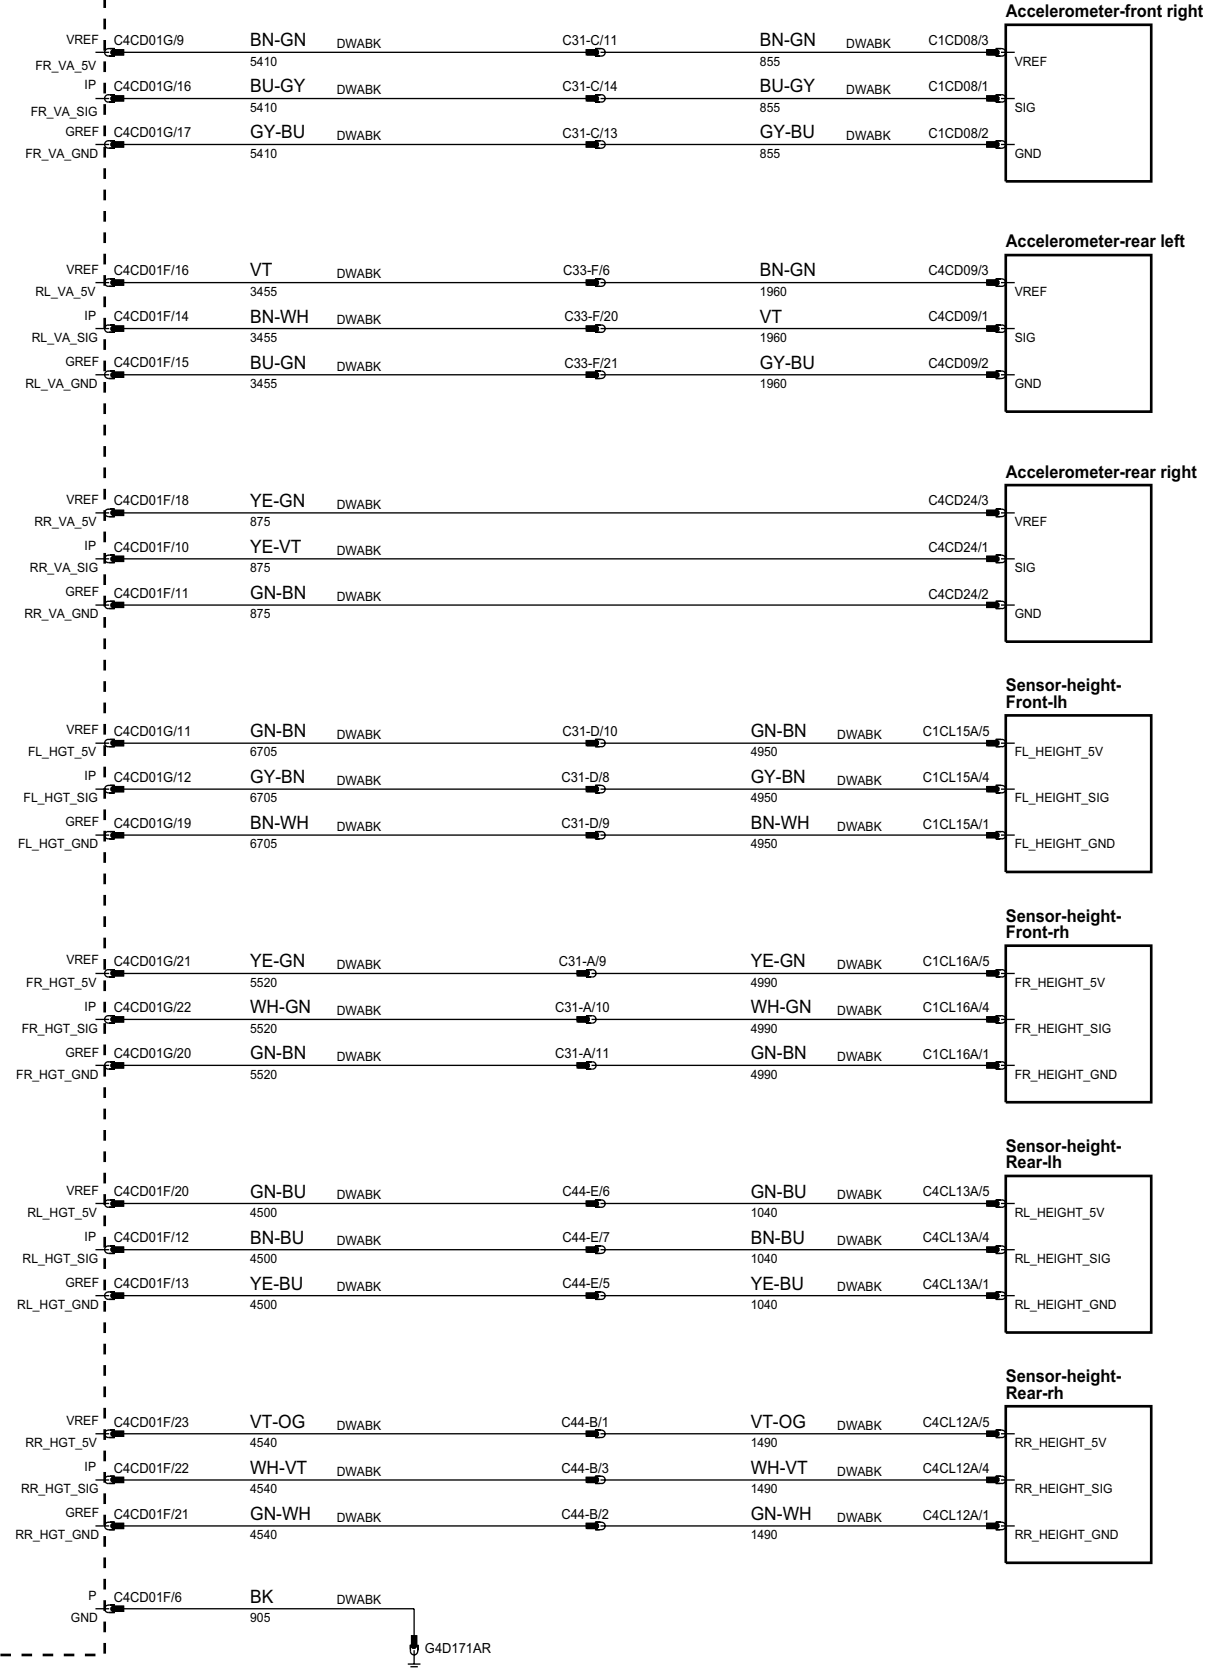 Accelerometer-front right
VREF C4CD01G/9 BN-GN DWABK C31-C/11 BN-GN DWABK C1CD08/3
FR_VA_5V 5410 855 VREF
IP C4CD01G/16 BU-GY DWABK C31-C/14 BU-GY DWABK C1CD08/1
FR_VA_SIG 5410 855 SIG
GREF C4CD01G/17 GY-BU DWABK C31-C/13 GY-BU DWABK C1CD08/2
FR_VA_GND 5410 855 GND
Accelerometer-rear left
VREF C4CD01F/16 VT DWABK C33-F/6 BN-GN C4CD09/3
RL_VA_5V 3455 1960 VREF
IP C4CD01F/14 BN-WH DWABK C33-F/20 VT C4CD09/1
RL_VA_SIG 3455 1960 SIG
GREF C4CD01F/15 BU-GN DWABK C33-F/21 GY-BU C4CD09/2
RL_VA_GND 3455 1960 GND
Accelerometer-rear right
VREF C4CD01F/18 YE-GN DWABK C4CD24/3
RR_VA_5V 875 VREF
IP C4CD01F/10 YE-VT DWABK C4CD24/1
RR_VA_SIG 875 SIG
GREF C4CD01F/11 GN-BN DWABK C4CD24/2
RR_VA_GND 875 GND
Sensor-height-
Front-lh
VREF C4CD01G/11 GN-BN DWABK C31-D/10 GN-BN DWABK C1CL15A/5
FL_HGT_5V 6705 4950 FL_HEIGHT_5V
IP C4CD01G/12 GY-BN DWABK C31-D/8 GY-BN DWABK C1CL15A/4
FL_HGT_SIG 6705 4950 FL_HEIGHT_SIG
GREF C4CD01G/19 BN-WH DWABK C31-D/9 BN-WH DWABK C1CL15A/1
FL_HGT_GND 6705 4950 FL_HEIGHT_GND
Sensor-height-
Front-rh
VREF C4CD01G/21 YE-GN DWABK C31-A/9 YE-GN DWABK C1CL16A/5
FR_HGT_5V 5520 4990 FR_HEIGHT_5V
IP C4CD01G/22 WH-GN DWABK C31-A/10 WH-GN DWABK C1CL16A/4
FR_HGT_SIG 5520 4990 FR_HEIGHT_SIG
GREF C4CD01G/20 GN-BN DWABK C31-A/11 GN-BN DWABK C1CL16A/1
FR_HGT_GND 5520 4990 FR_HEIGHT_GND
Sensor-height-
Rear-lh
VREF C4CD01F/20 GN-BU DWABK C44-E/6 GN-BU DWABK C4CL13A/5
RL_HGT_5V 4500 1040 RL_HEIGHT_5V
IP C4CD01F/12 BN-BU DWABK C44-E/7 BN-BU DWABK C4CL13A/4
RL_HGT_SIG 4500 1040 RL_HEIGHT_SIG
GREF C4CD01F/13 YE-BU DWABK C44-E/5 YE-BU DWABK C4CL13A/1
RL_HGT_GND 4500 1040 RL_HEIGHT_GND
Sensor-height-
Rear-rh
VREF C4CD01F/23 VT-OG DWABK C44-B/1 VT-OG DWABK C4CL12A/5
RR_HGT_5V 4540 1490 RR_HEIGHT_5V
IP C4CD01F/22 WH-VT DWABK C44-B/3 WH-VT DWABK C4CL12A/4
RR_HGT_SIG 4540 1490 RR_HEIGHT_SIG
GREF C4CD01F/21 GN-WH DWABK C44-B/2 GN-WH DWABK C4CL12A/1
RR_HGT_GND 4540 1490 RR_HEIGHT_GND
P C4CD01F/6 BK DWABK
GND 905
G4D171AR